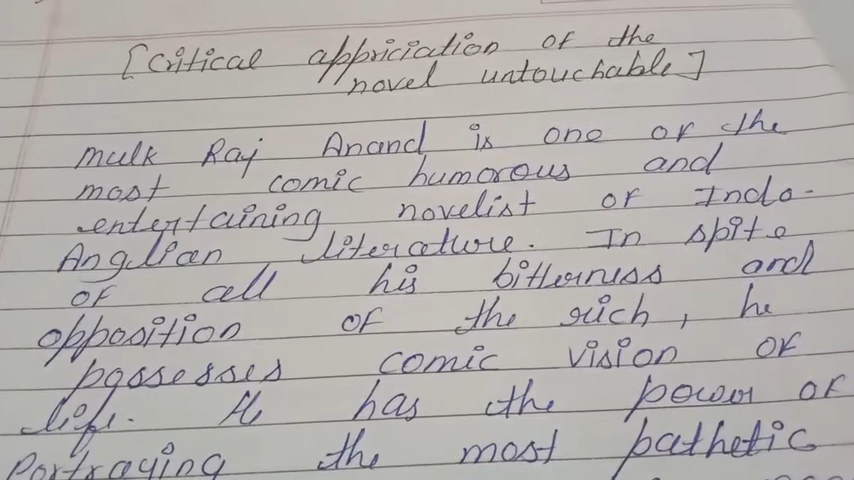 [Critical appriciation of the
novel untouchable]
Mulk Raj Anand is one of the
most comic humorous and
entertaining novelist of Indo-
Anglian literature. In spite
of all his bitterness and
opposition of the rich, he
possesses comic vision of
life. He has the power of
Portraying the most pathetic